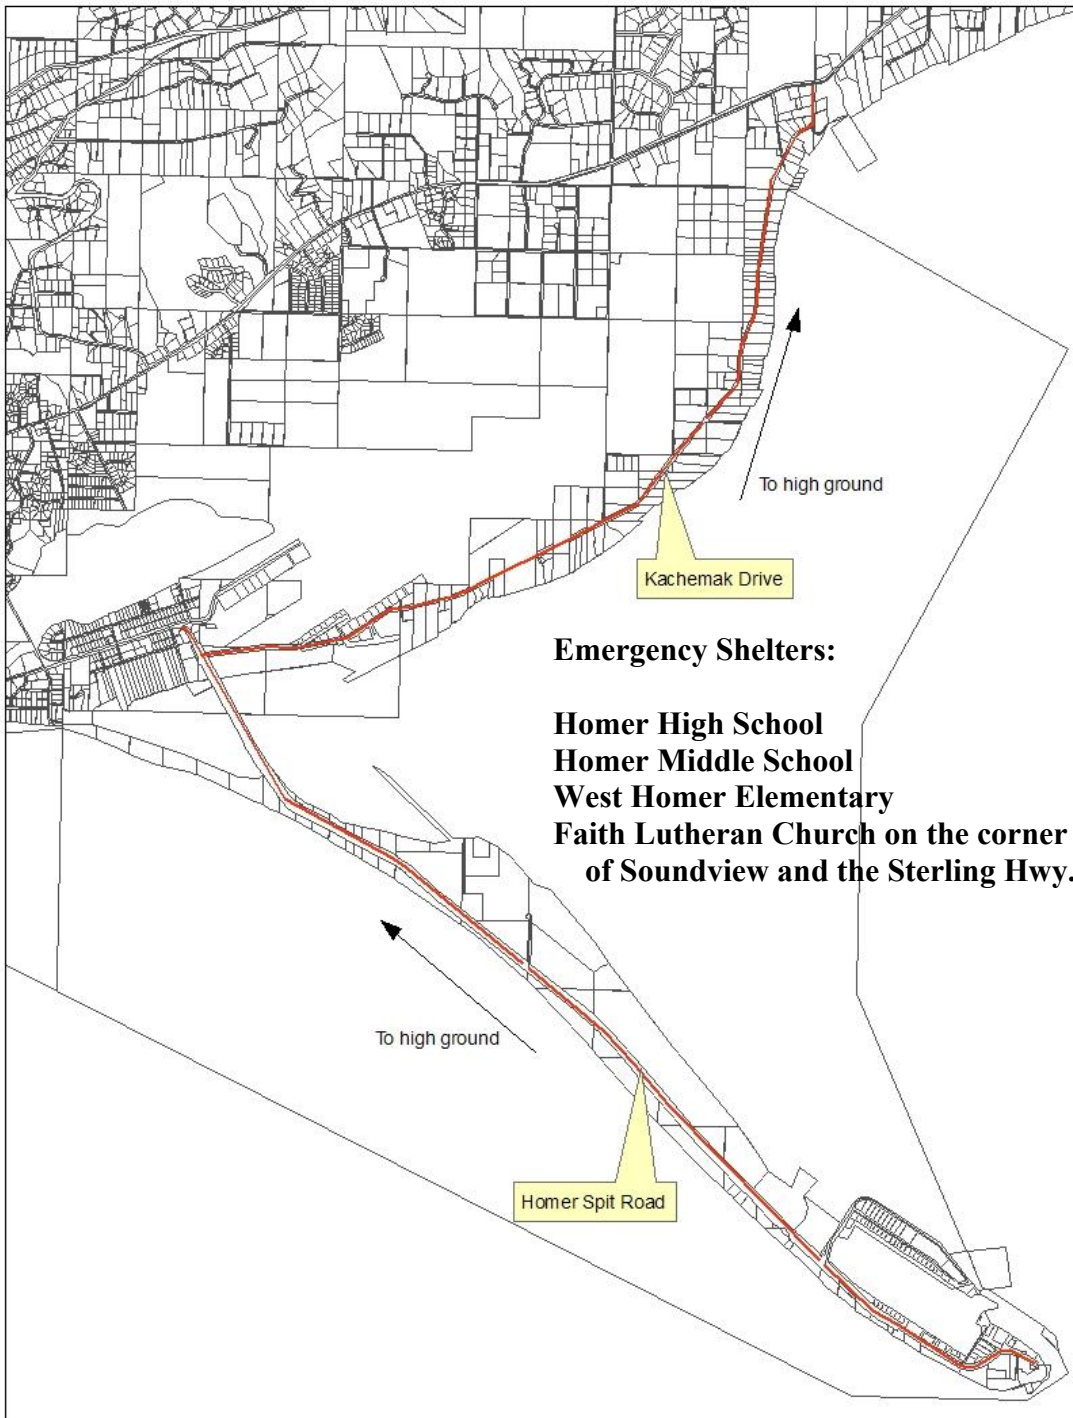 To high ground
Kachemak Drive
Emergency Shelters:
Homer High School
Homer Middle School
West Homer Elementary
Faith Lutheran Church on the corner
of Soundview and the Sterling Hwy.
To high ground
Homer Spit Road